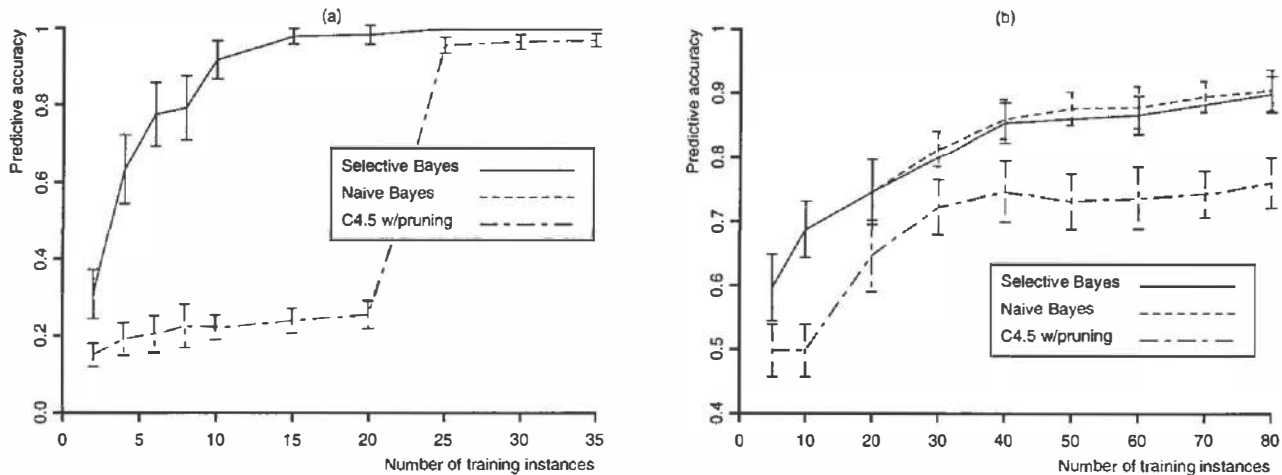 (a)
Predictive accuracy
1
0.8
0.6
0.4
0.2
0.0
Selective Bayes
Naive Bayes
C4.5 w/pruning
0 5 10 15 20 25 30 35
Number of training instances
(b)
Predictive accuracy
1
0.9
0.8
0.7
0.6
0.5
0.4
Selective Bayes
Naive Bayes
C4.5 w/pruning
0 10 20 30 40 50 60 70 80
Number of training instances